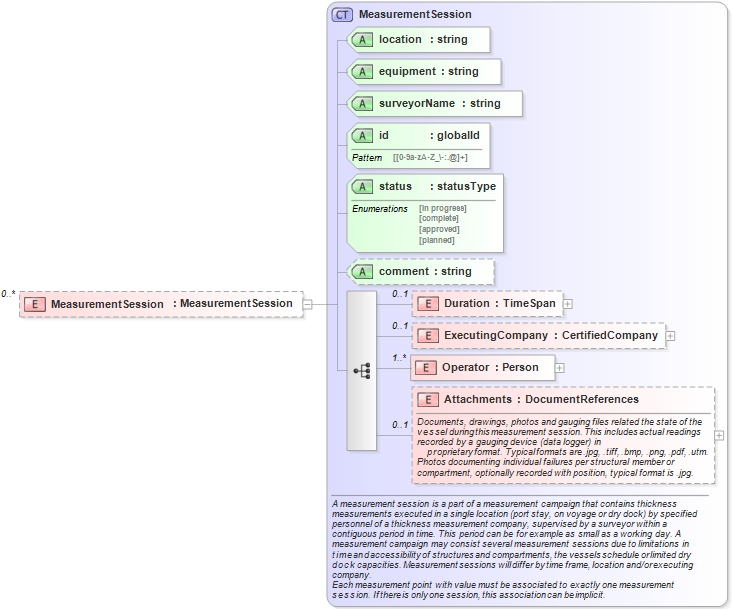 CT MeasurementSession
A location : string
A equipment : string
A surveyorName : string
A id : globalId
Pattern [[0-9a-zA-Z_\-:.@]+]
A status : statusType
Enumerations [in progress]
[complete]
[approved]
[planned]
A comment : string
0..* E MeasurementSession : MeasurementSession
0..1 E Duration : TimeSpan
0..1 E ExecutingCompany : CertifiedCompany
1..* E Operator : Person
E Attachments : DocumentReferences
0..1
Documents, drawings, photos and gauging files related the state of the
vessel during this measurement session. This includes actual readings
recorded by a gauging device (data logger) in
proprietary format. Typical formats are .jpg, .tiff, .bmp, .png, .pdf, .utm.
Photos documenting individual failures per structural member or
compartment, optionally recorded with position, typical format is .jpg.
A measurement session is a part of a measurement campaign that contains thickness
measurements executed in a single location (port stay, on voyage or dry dock) by specified
personnel of a thickness measurement company, supervised by a surveyor within a
contiguous period in time. This period can be for example as small as a working day. A
measurement campaign may consist several measurement sessions due to limitations in
time and accessibility of structures and compartments, the vessels schedule or limited dry
dock capacities. Measurement sessions will differ by time frame, location and/or executing
company.
Each measurement point with value must be associated to exactly one measurement
session. If there is only one session, this association can be implicit.